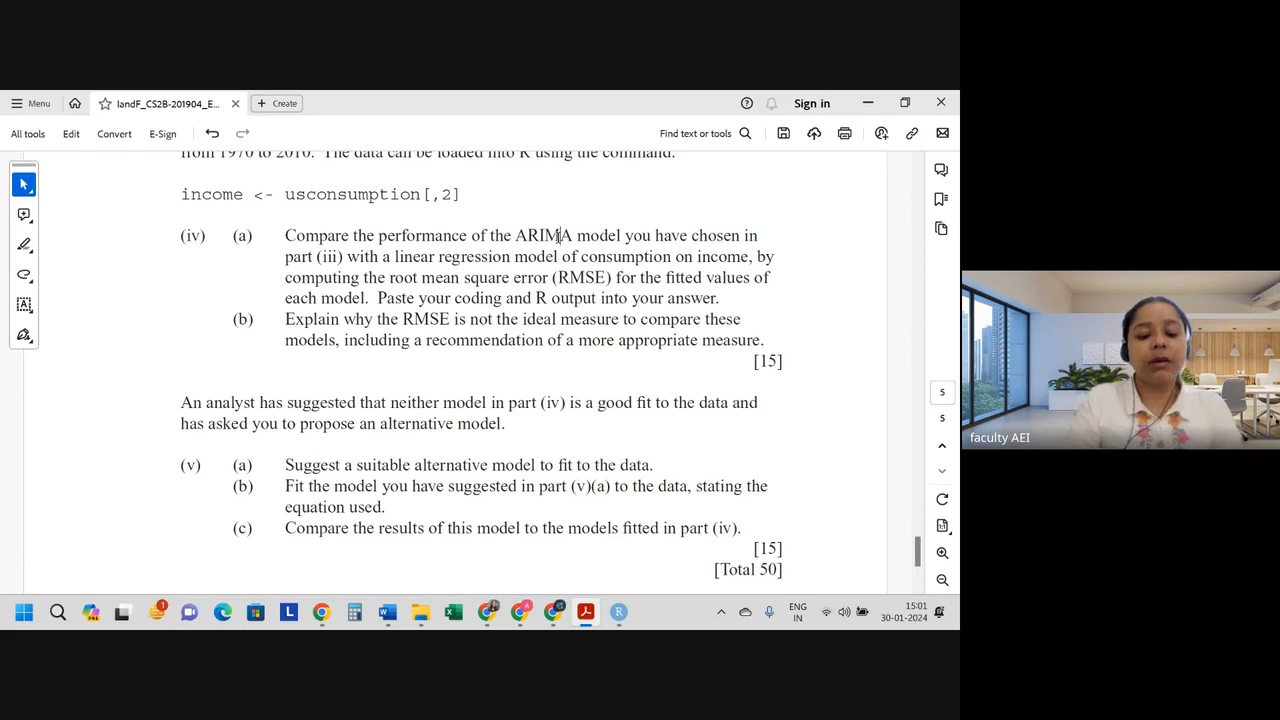 Menu
IandF_CS2B-201904_E...
Create
Sign in
All tools
Edit
Convert
E-Sign
Find text or tools
from 1970 to 2010. The data can be loaded into R using the command:
income <- usconsumption[,2]
(iv) (a) Compare the performance of the ARIMA model you have chosen in
part (iii) with a linear regression model of consumption on income, by
computing the root mean square error (RMSE) for the fitted values of
each model. Paste your coding and R output into your answer.
(b) Explain why the RMSE is not the ideal measure to compare these
models, including a recommendation of a more appropriate measure.
[15]
An analyst has suggested that neither model in part (iv) is a good fit to the data and
has asked you to propose an alternative model.
(v) (a) Suggest a suitable alternative model to fit to the data.
(b) Fit the model you have suggested in part (v)(a) to the data, stating the
equation used.
(c) Compare the results of this model to the models fitted in part (iv).
[15]
[Total 50]
5
5
faculty AEI
1
PRE
L
A
R
ENG
IN
15:01
30-01-2024